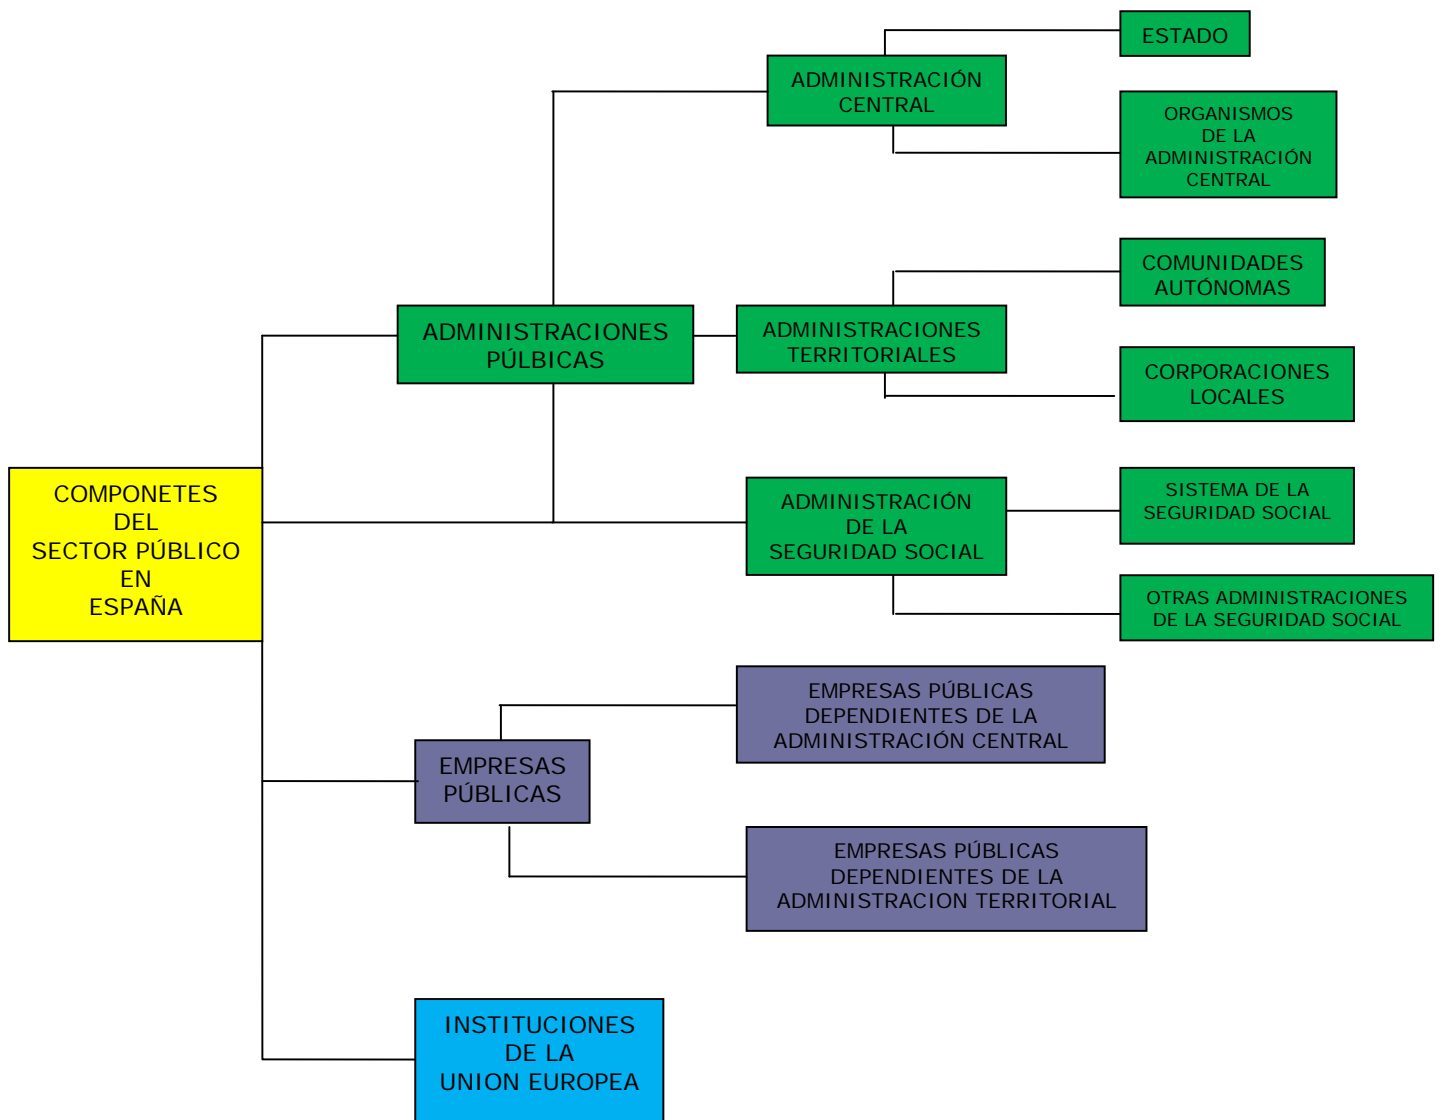 COMPONETES
DEL
SECTOR PÚBLICO
EN
ESPAÑA
ADMINISTRACIONES
PÚLBICAS
ADMINISTRACIÓN
CENTRAL
ESTADO
ORGANISMOS
DE LA
ADMINISTRACIÓN
CENTRAL
ADMINISTRACIONES
TERRITORIALES
COMUNIDADES
AUTÓNOMAS
CORPORACIONES
LOCALES
ADMINISTRACIÓN
DE LA
SEGURIDAD SOCIAL
SISTEMA DE LA
SEGURIDAD SOCIAL
OTRAS ADMINISTRACIONES
DE LA SEGURIDAD SOCIAL
EMPRESAS
PÚBLICAS
EMPRESAS PÚBLICAS
DEPENDIENTES DE LA
ADMINISTRACIÓN CENTRAL
EMPRESAS PÚBLICAS
DEPENDIENTES DE LA
ADMINISTRACION TERRITORIAL
INSTITUCIONES
DE LA
UNION EUROPEA